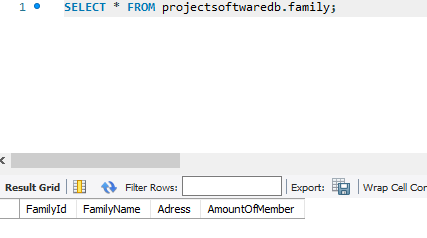 1 SELECT * FROM projectsoftwaredb.family;
Result Grid Filter Rows: Export: Wrap Cell Con
FamilyId FamilyName Adress AmountOfMember